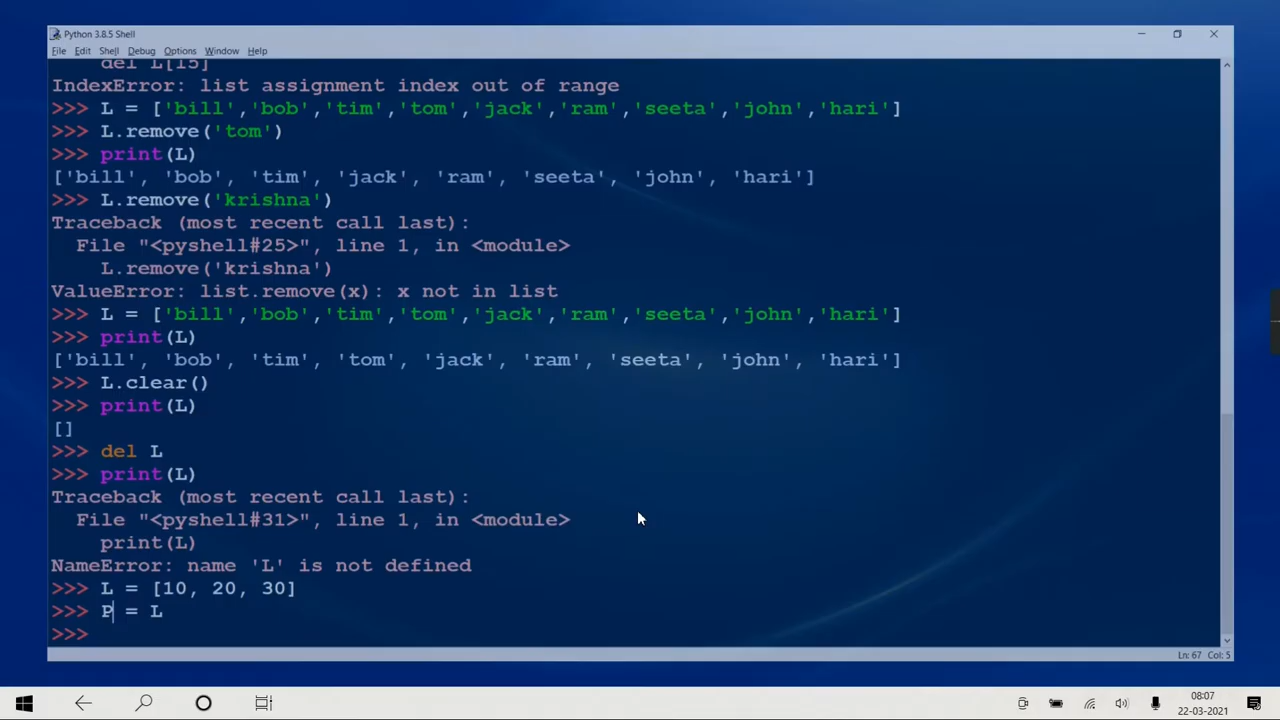 Python 3.8.5 Shell
File Edit Shell Debug Options Window Help
del L[15]
IndexError: list assignment index out of range
>>> L = ['bill','bob','tim','tom','jack','ram','seeta','john','hari']
>>> L.remove('tom')
>>> print(L)
['bill', 'bob', 'tim', 'jack', 'ram', 'seeta', 'john', 'hari']
>>> L.remove('krishna')
Traceback (most recent call last):
  File "<pyshell#25>", line 1, in <module>
    L.remove('krishna')
ValueError: list.remove(x): x not in list
>>> L = ['bill','bob','tim','tom','jack','ram','seeta','john','hari']
>>> print(L)
['bill', 'bob', 'tim', 'tom', 'jack', 'ram', 'seeta', 'john', 'hari']
>>> L.clear()
>>> print(L)
[]
>>> del L
>>> print(L)
Traceback (most recent call last):
  File "<pyshell#31>", line 1, in <module>
    print(L)
NameError: name 'L' is not defined
>>> L = [10, 20, 30]
>>> P = L
>>>
Ln: 67 Col: 5
08:07
22-03-2021